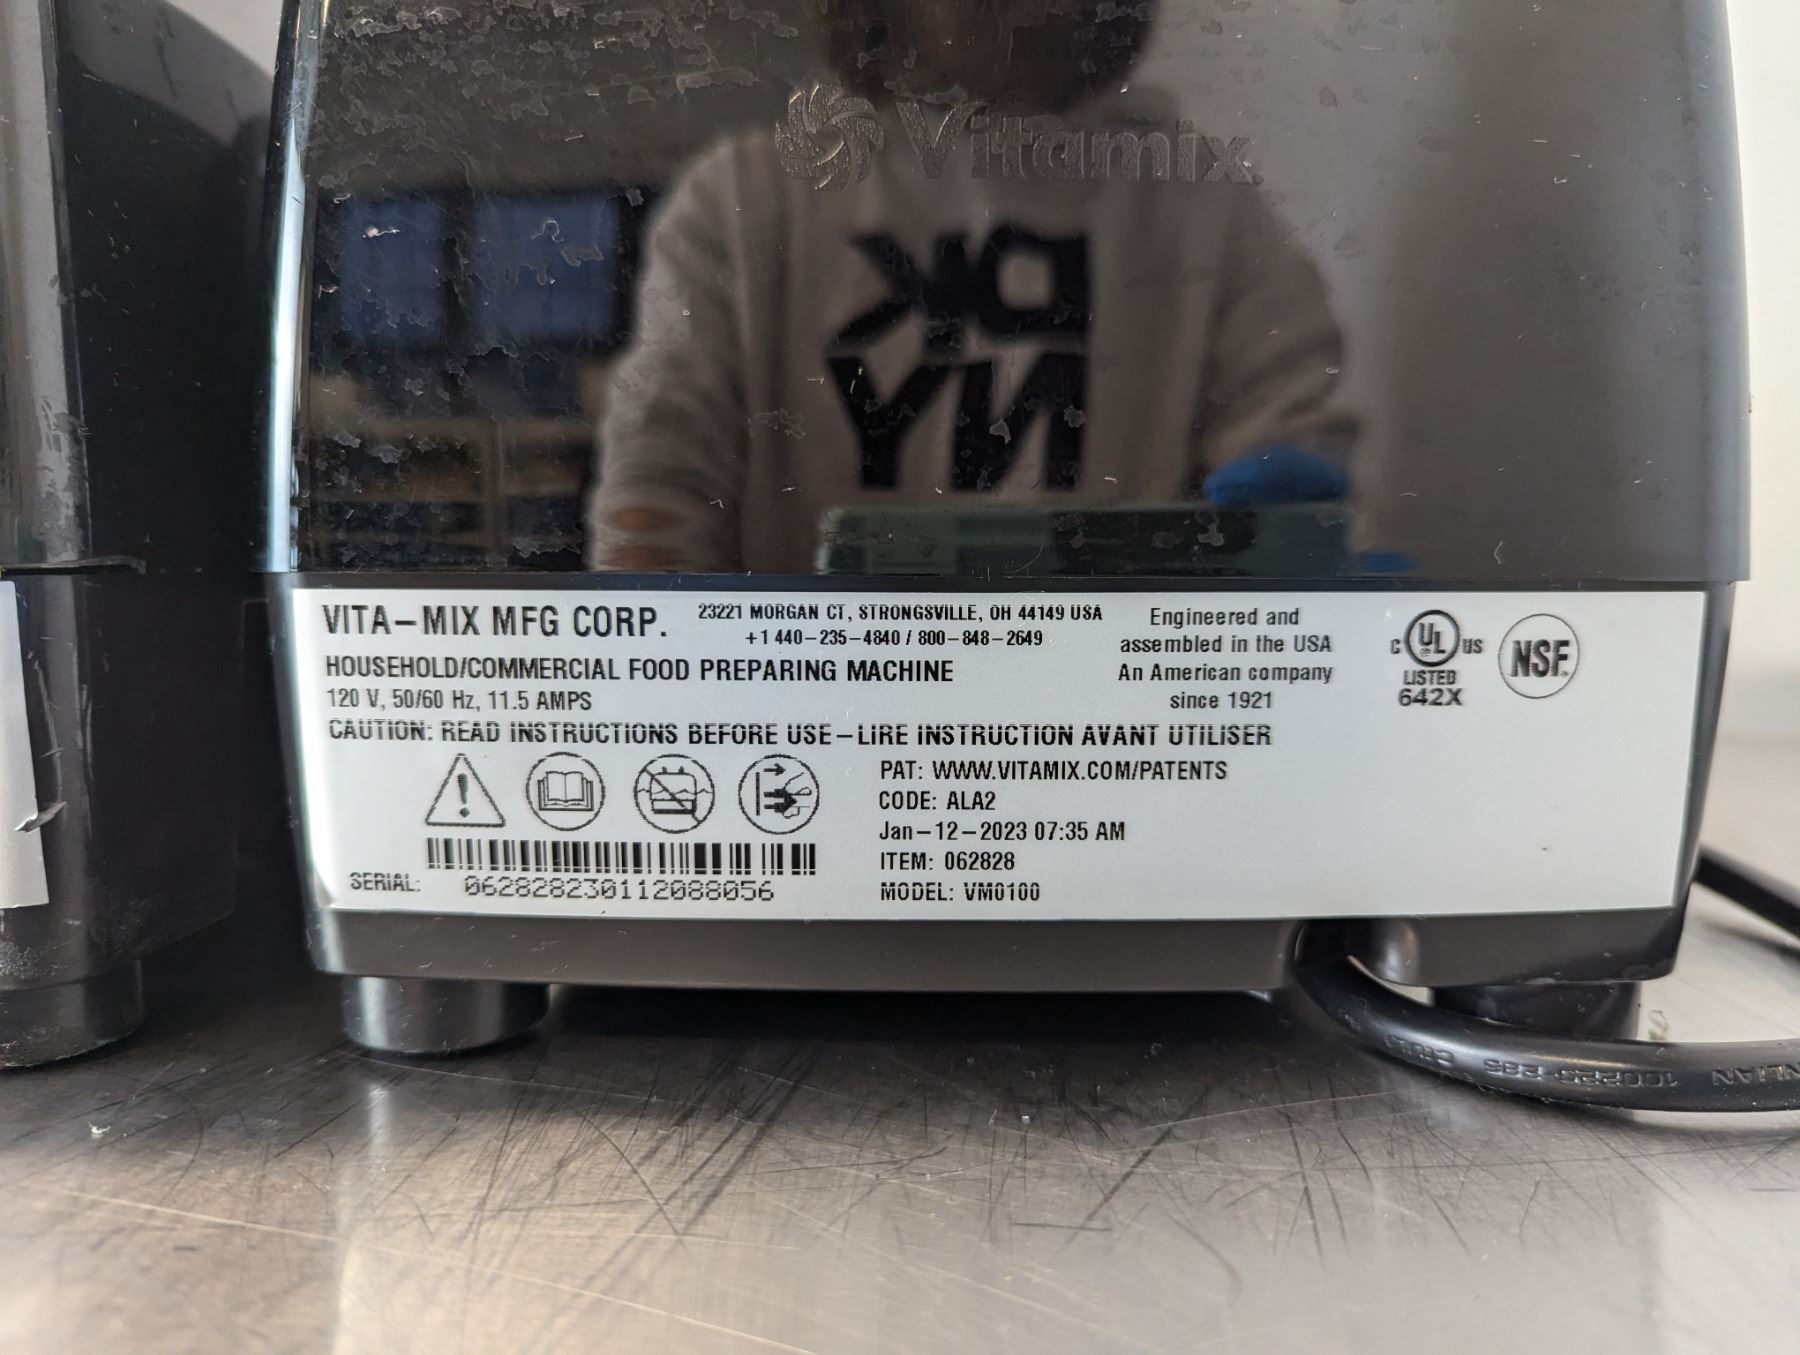 Vitamix
DK
NY
VITA-MIX MFG CORP.
23221 MORGAN CT, STRONGSVILLE, OH 44149 USA
+1 440-235-4840 / 800-848-2649
HOUSEHOLD/COMMERCIAL FOOD PREPARING MACHINE
120 V, 50/60 Hz, 11.5 AMPS
Engineered and
assembled in the USA
An American company
since 1921
C UL US
LISTED
642X
NSF
CAUTION: READ INSTRUCTIONS BEFORE USE-LIRE INSTRUCTION AVANT UTILISER
PAT: WWW.VITAMIX.COM/PATENTS
CODE: ALA2
Jan-12-2023 07:35 AM
ITEM: 062828
MODEL: VM0100
SERIAL: 062828230112088056